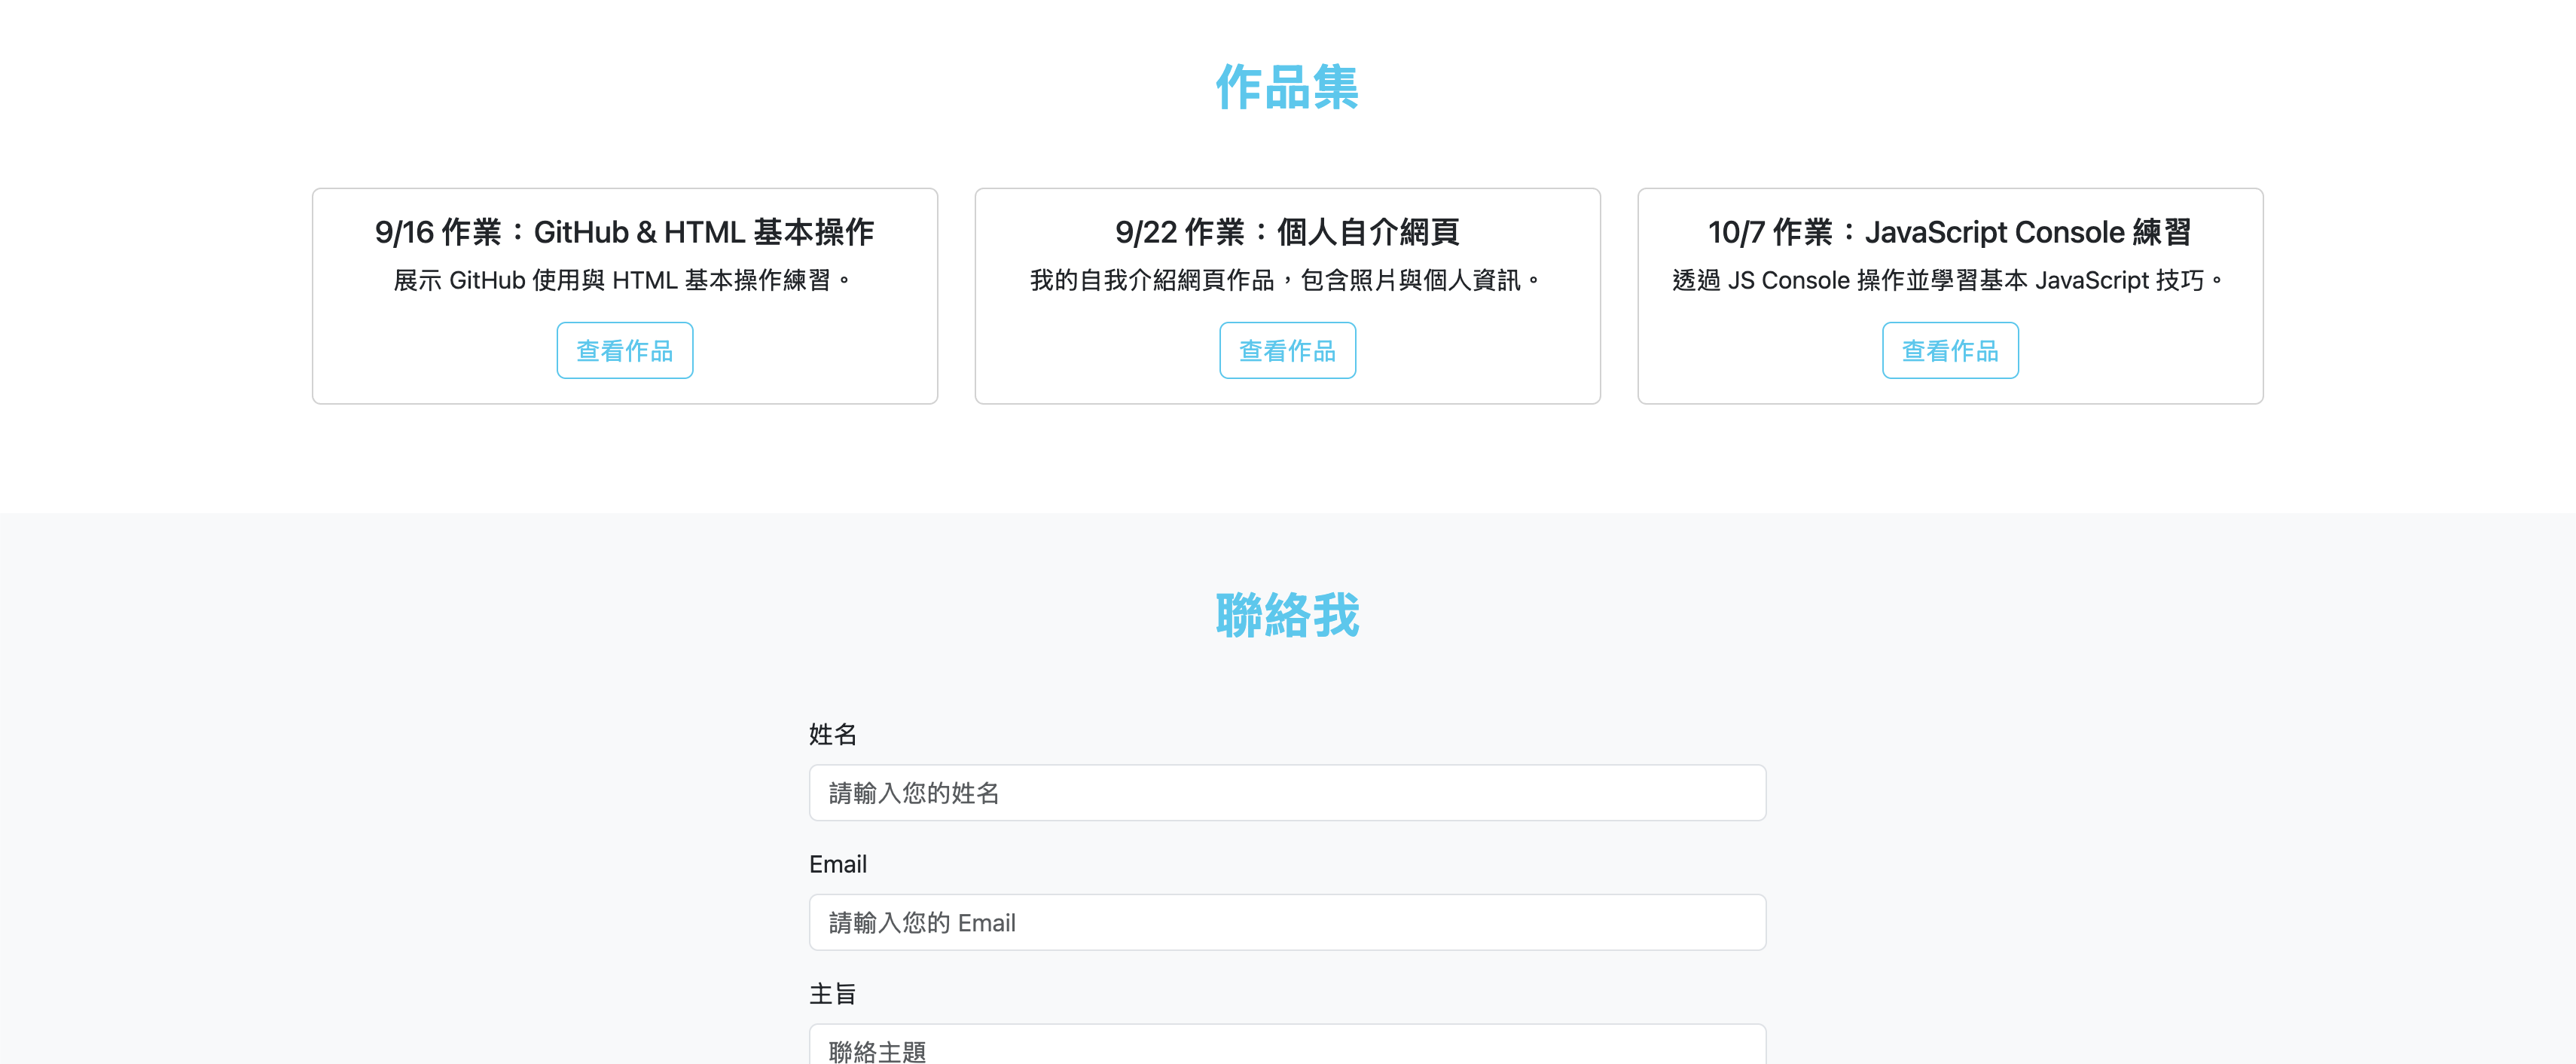 作品集
9/16 作業：GitHub & HTML 基本操作
展示 GitHub 使用與 HTML 基本操作練習。
查看作品
9/22 作業：個人自介網頁
我的自我介紹網頁作品，包含照片與個人資訊。
查看作品
10/7 作業：JavaScript Console 練習
透過 JS Console 操作並學習基本 JavaScript 技巧。
查看作品
聯絡我
姓名
請輸入您的姓名
Email
請輸入您的 Email
主旨
聯絡主題